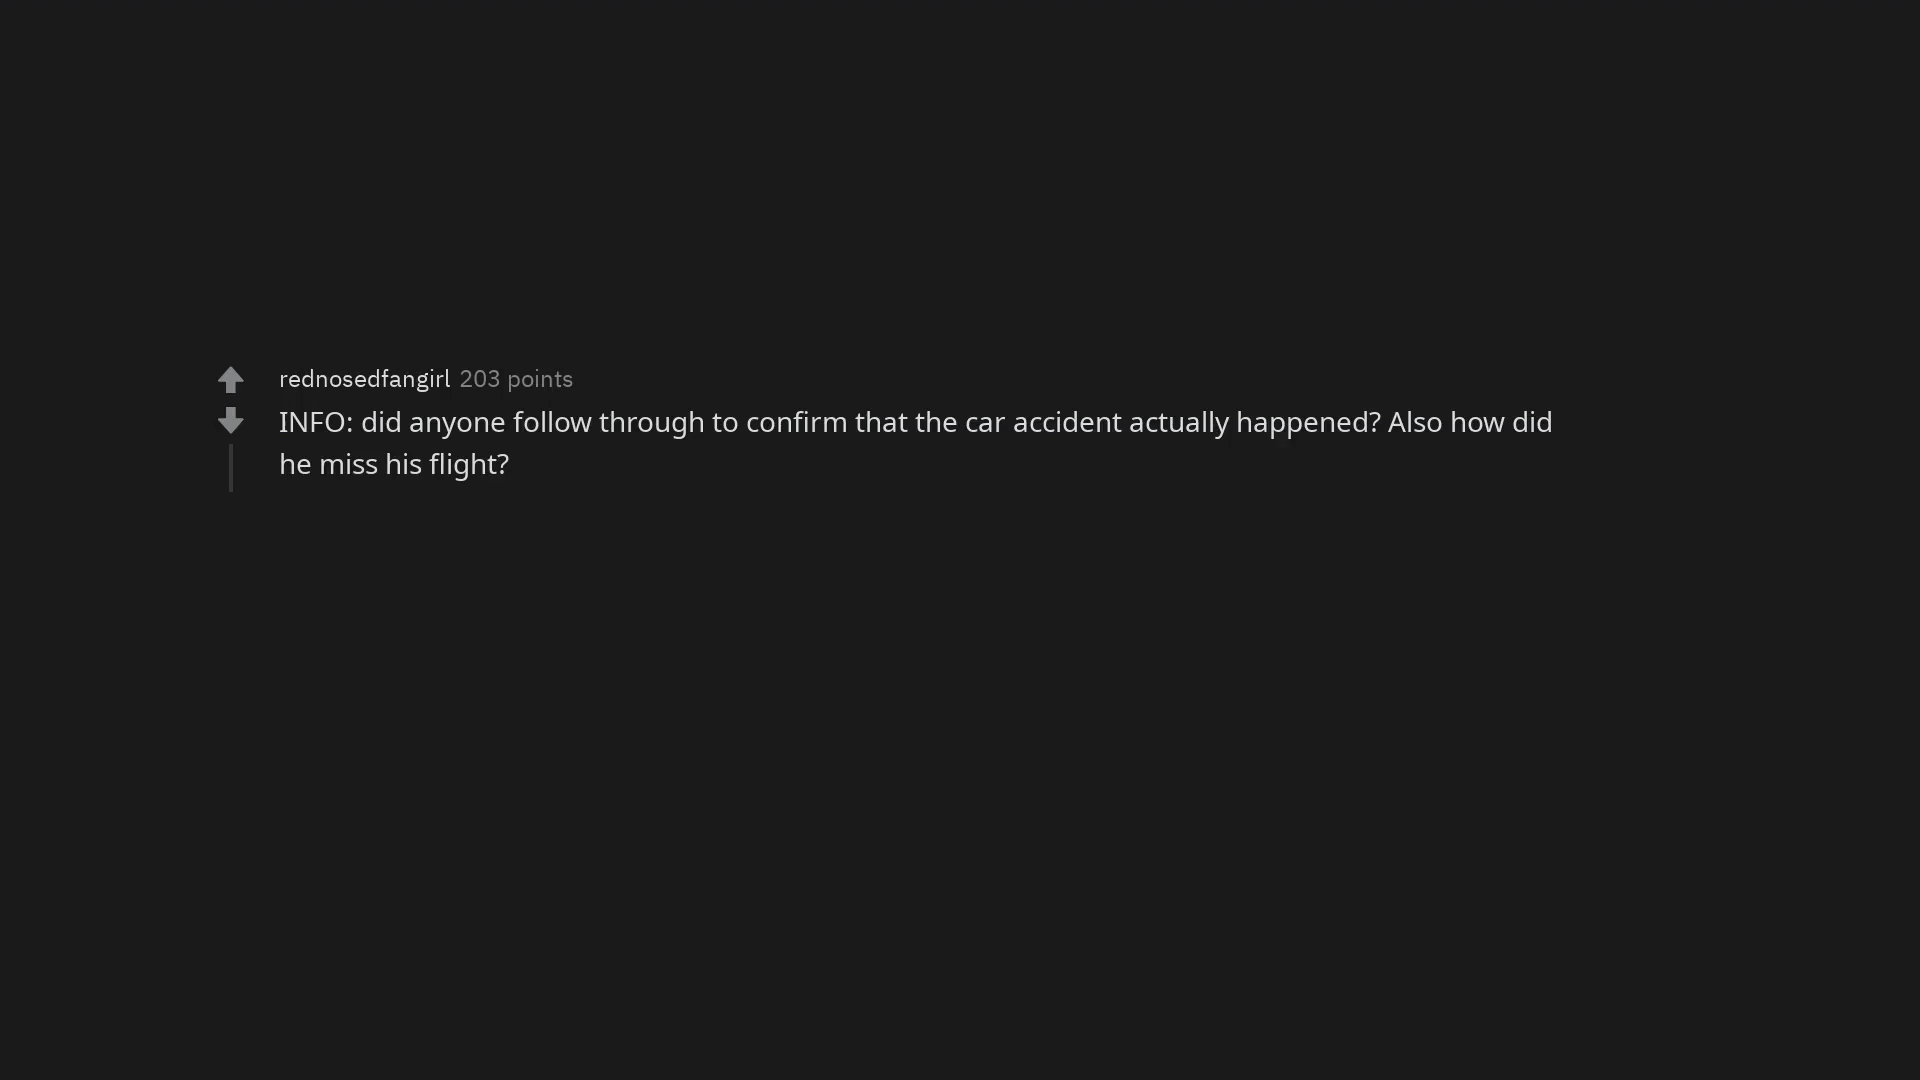 rednosedfangirl 203 points
INFO: did anyone follow through to confirm that the car accident actually happened? Also how did
he miss his flight?